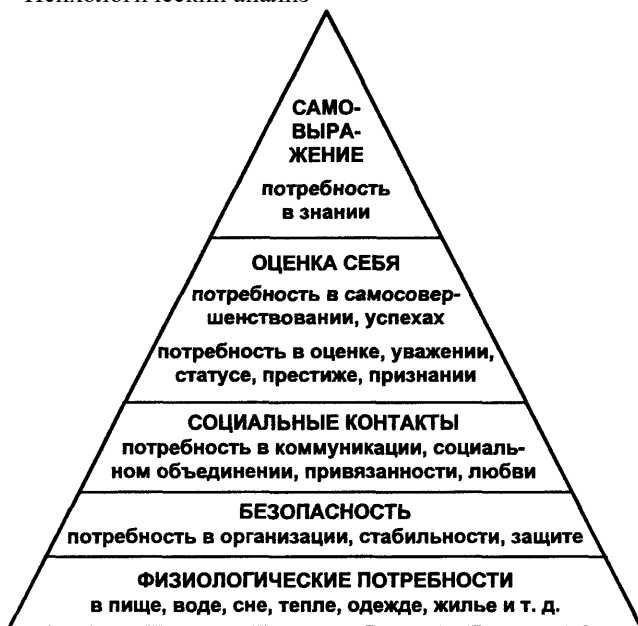 САМО-
ВЫРА-
ЖЕНИЕ
потребность
в знании
ОЦЕНКА СЕБЯ
потребность в самосовер-
шенствовании, успехах
потребность в оценке, уважении,
статусе, престиже, признании
СОЦИАЛЬНЫЕ КОНТАКТЫ
потребность в коммуникации, социаль-
ном объединении, привязанности, любви
БЕЗОПАСНОСТЬ
потребность в организации, стабильности, защите
ФИЗИОЛОГИЧЕСКИЕ ПОТРЕБНОСТИ
в пище, воде, сне, тепле, одежде, жилье и т. д.